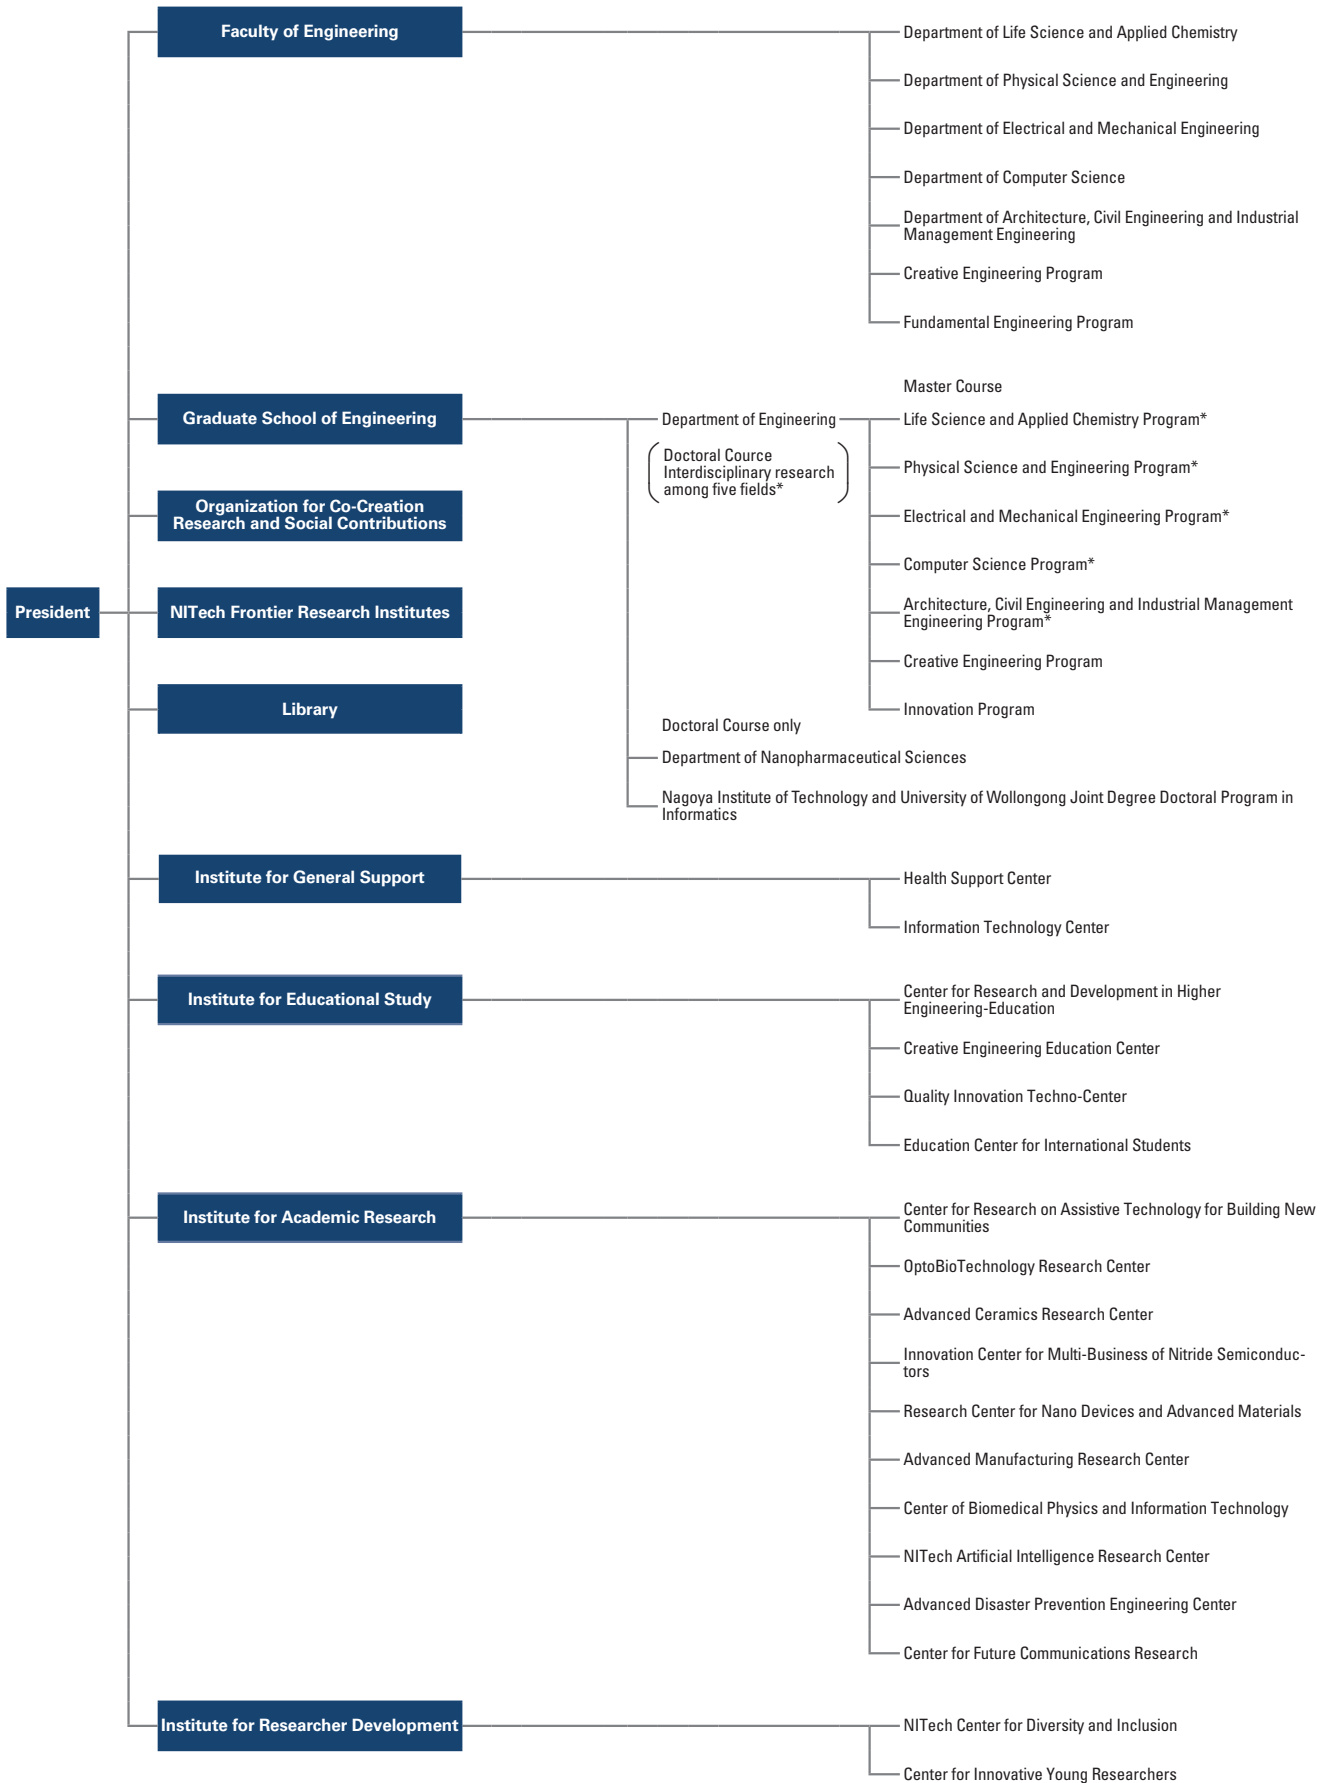 Faculty of Engineering
Department of Life Science and Applied Chemistry
Department of Physical Science and Engineering
Department of Electrical and Mechanical Engineering
Department of Computer Science
Department of Architecture, Civil Engineering and Industrial
Management Engineering
Creative Engineering Program
Fundamental Engineering Program
Master Course
Graduate School of Engineering
Department of Engineering
Life Science and Applied Chemistry Program*
Doctoral Cource
Interdisciplinary research
among five fields*
Physical Science and Engineering Program*
Organization for Co-Creation
Research and Social Contributions
Electrical and Mechanical Engineering Program*
Computer Science Program*
President
NITech Frontier Research Institutes
Architecture, Civil Engineering and Industrial Management
Engineering Program*
Creative Engineering Program
Library
Innovation Program
Doctoral Course only
Department of Nanopharmaceutical Sciences
Nagoya Institute of Technology and University of Wollongong Joint Degree Doctoral Program in
Informatics
Institute for General Support
Health Support Center
Information Technology Center
Institute for Educational Study
Center for Research and Development in Higher
Engineering-Education
Creative Engineering Education Center
Quality Innovation Techno-Center
Education Center for International Students
Institute for Academic Research
Center for Research on Assistive Technology for Building New
Communities
OptoBioTechnology Research Center
Advanced Ceramics Research Center
Innovation Center for Multi-Business of Nitride Semiconduc-
tors
Research Center for Nano Devices and Advanced Materials
Advanced Manufacturing Research Center
Center of Biomedical Physics and Information Technology
NITech Artificial Intelligence Research Center
Advanced Disaster Prevention Engineering Center
Center for Future Communications Research
Institute for Researcher Development
NITech Center for Diversity and Inclusion
Center for Innovative Young Researchers